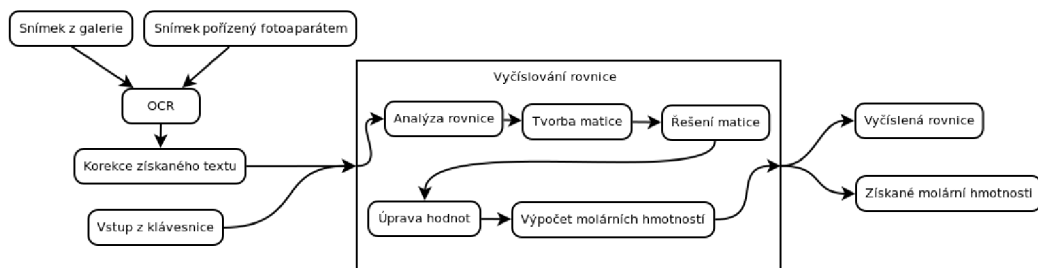 Snímek z galerie
Snímek pořízený fotoaparátem
OCR
Korekce získaného textu
Vstup z klávesnice
Vyčíslování rovnice
Analýza rovnice
Tvorba matice
Řešení matice
Úprava hodnot
Výpočet molárních hmotností
Vyčíslená rovnice
Získané molární hmotnosti